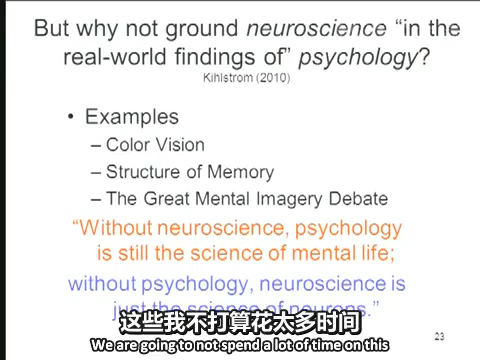 But why not ground neuroscience “in the
real-world findings of” psychology?
Kihlstrom (2010)
• Examples
– Color Vision
– Structure of Memory
– The Great Mental Imagery Debate
“Without neuroscience, psychology
is still the science of mental life;
without psychology, neuroscience is
just the science of neurons.”
这些我不打算花太多时间
We are going to not spend a lot of time on this
23